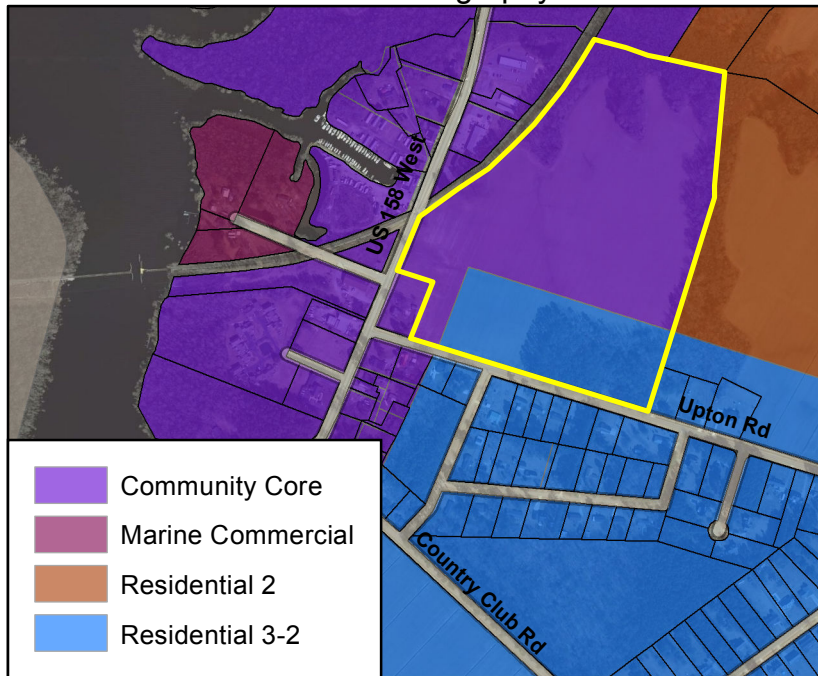 US 158 West
Upton Rd
Country Club Rd
Community Core
Marine Commercial
Residential 2
Residential 3-2